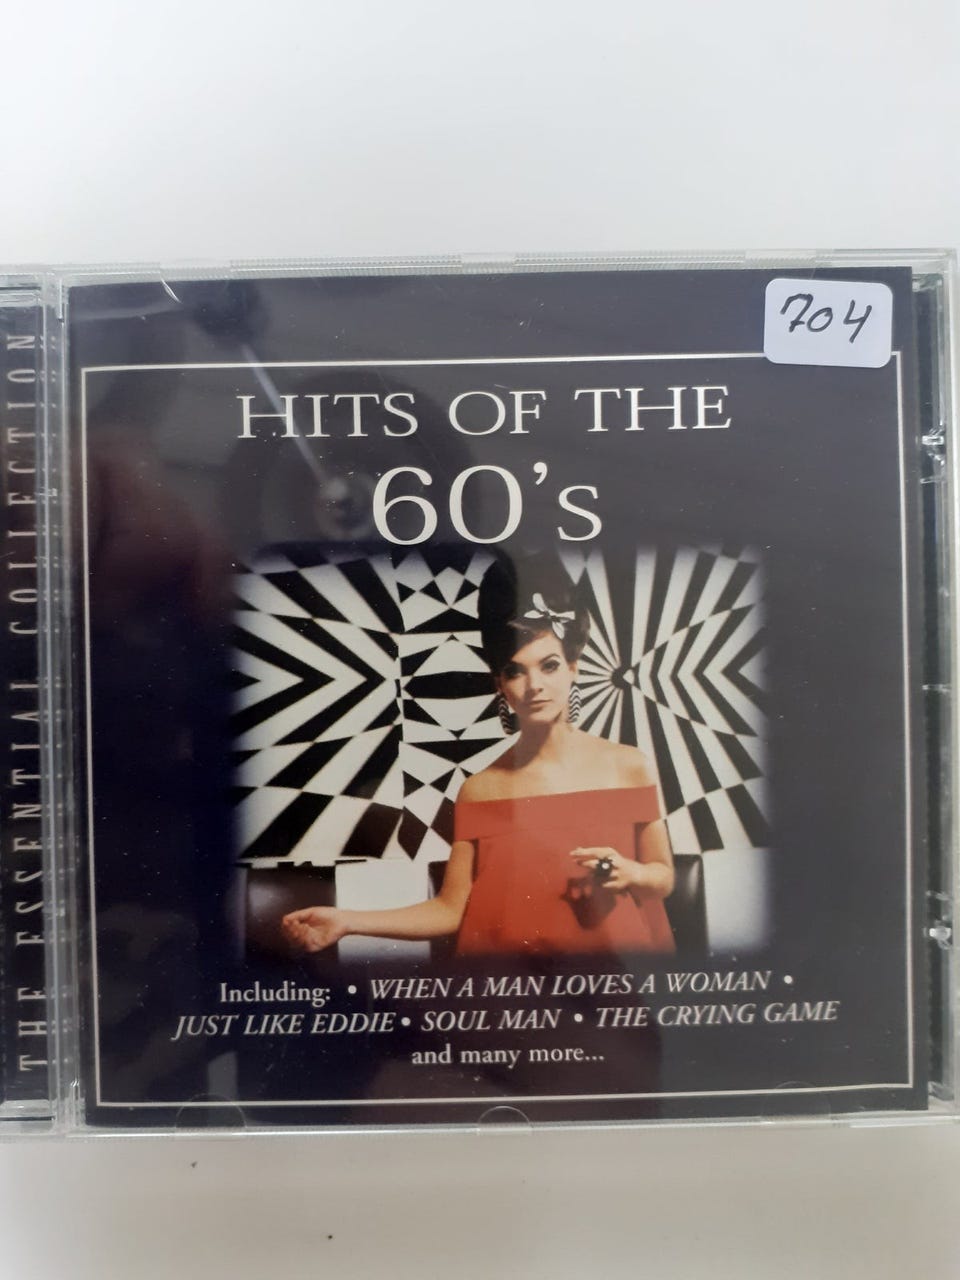 704
HITS OF THE
60's
Including: • WHEN A MAN LOVES A WOMAN •
JUST LIKE EDDIE • SOUL MAN • THE CRYING GAME
and many more...
THE ESSENTIAL COLLECTION